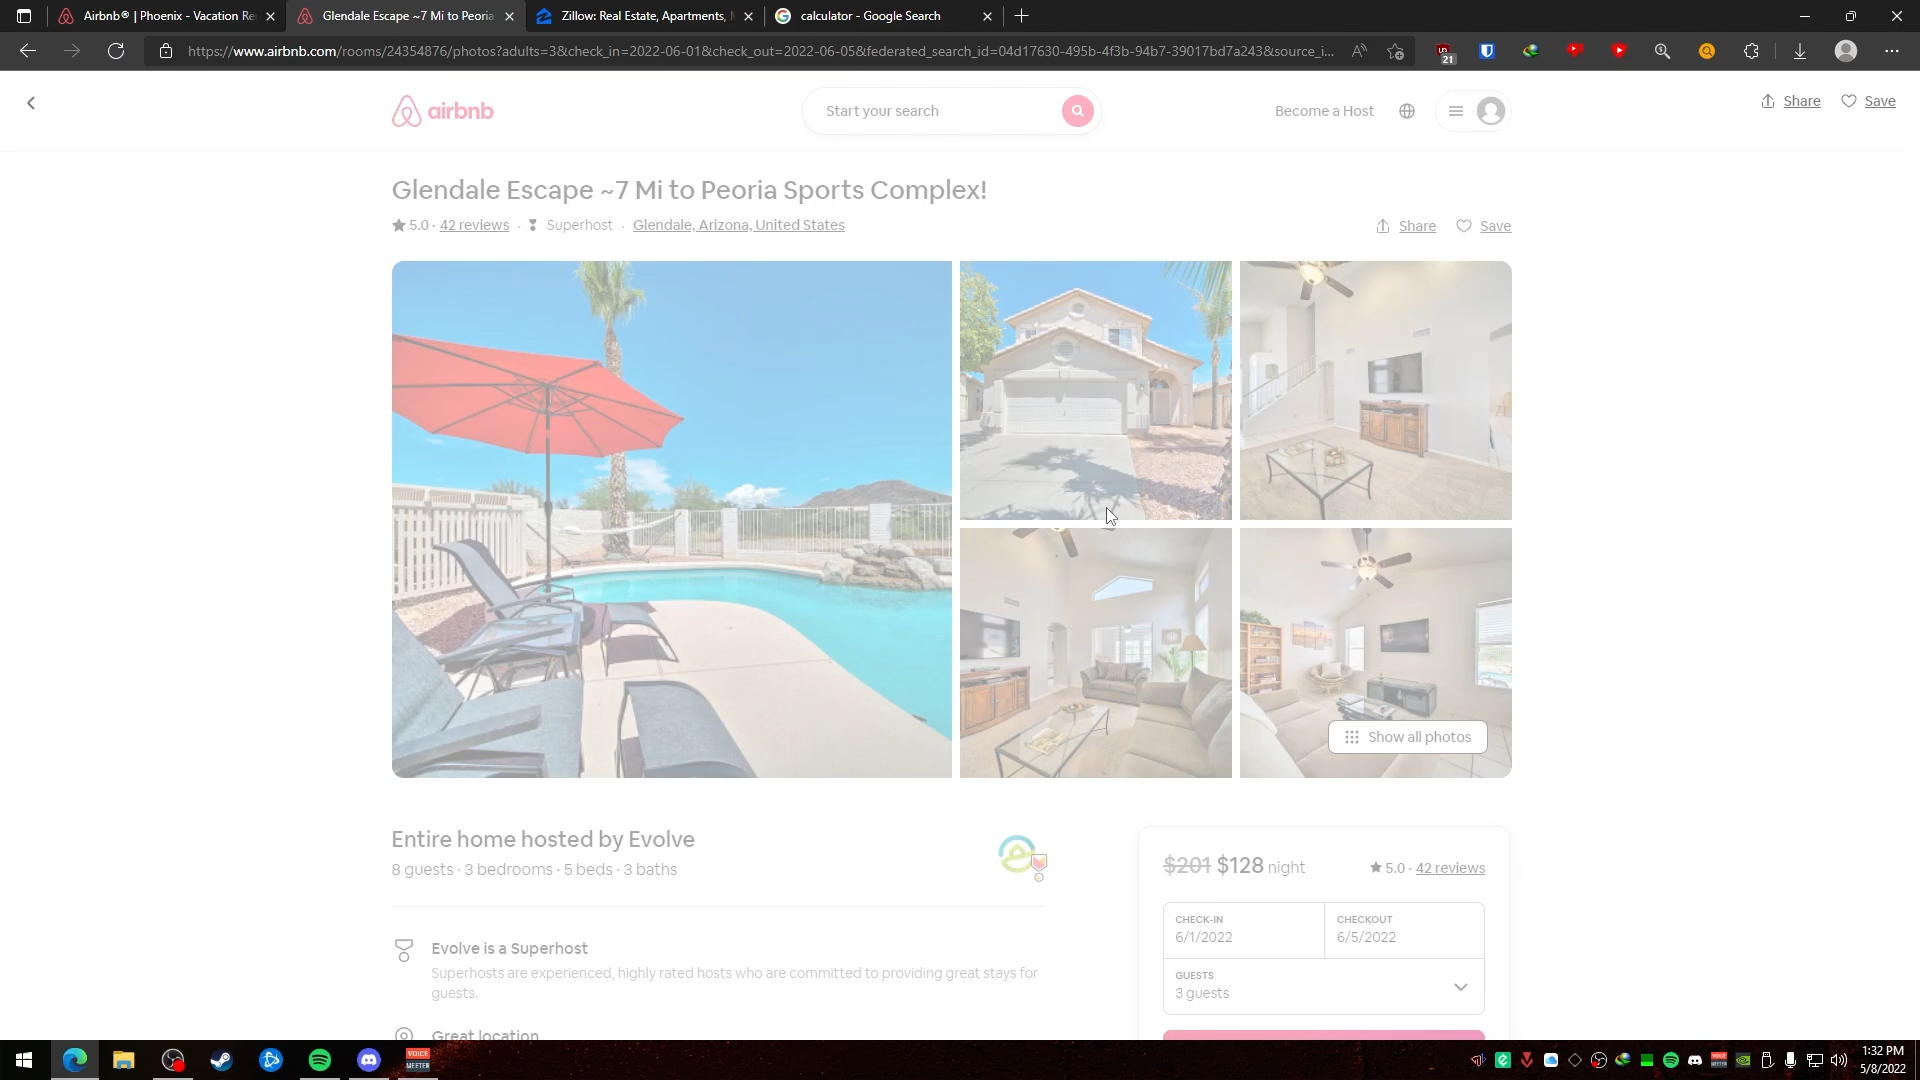 Airbnb® | Phoenix - Vacation Re
Glendale Escape ~7 Mi to Peoria
Zillow: Real Estate, Apartments,
calculator - Google Search
https://www.airbnb.com/rooms/24354876/photos?adults=3&check_in=2022-06-01&check_out=2022-06-05&federated_search_id=04d17630-495b-4f3b-94b7-39017bd7a243&source_i...
21
airbnb
Start your search
Become a Host
Share
Save
Glendale Escape ~7 Mi to Peoria Sports Complex!
5.0 · 42 reviews · Superhost · Glendale, Arizona, United States
Share
Save
Show all photos
Entire home hosted by Evolve
8 guests · 3 bedrooms · 5 beds · 3 baths
$201 $128 night
5.0 · 42 reviews
CHECK-IN
6/1/2022
CHECKOUT
6/5/2022
GUESTS
3 guests
Evolve is a Superhost
Superhosts are experienced, highly rated hosts who are committed to providing great stays for
guests.
Great location
VOICE
MEETER
1:32 PM
5/8/2022